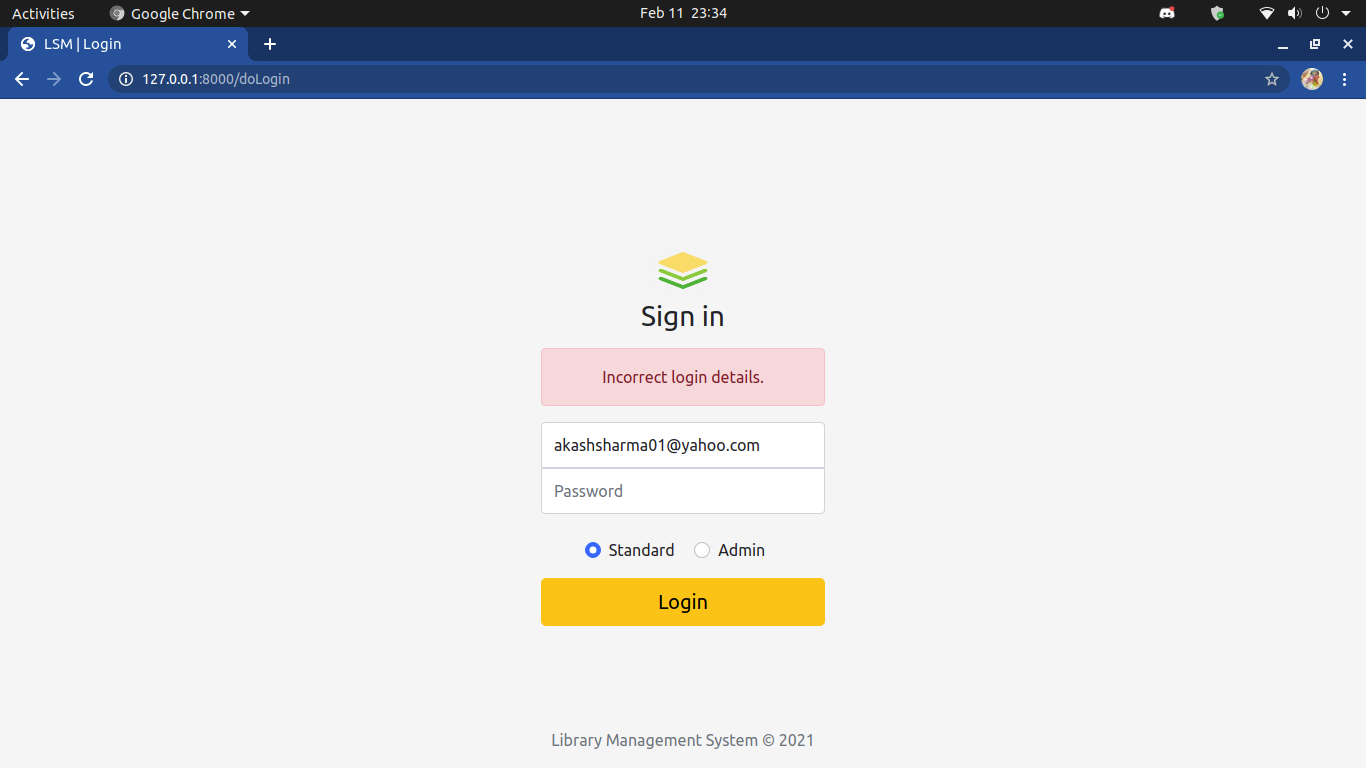 Activities Google Chrome Feb 11 23:34
LSM | Login
127.0.0.1:8000/doLogin
Sign in
Incorrect login details.
akashsharma01@yahoo.com
Password
Standard Admin
Login
Library Management System © 2021